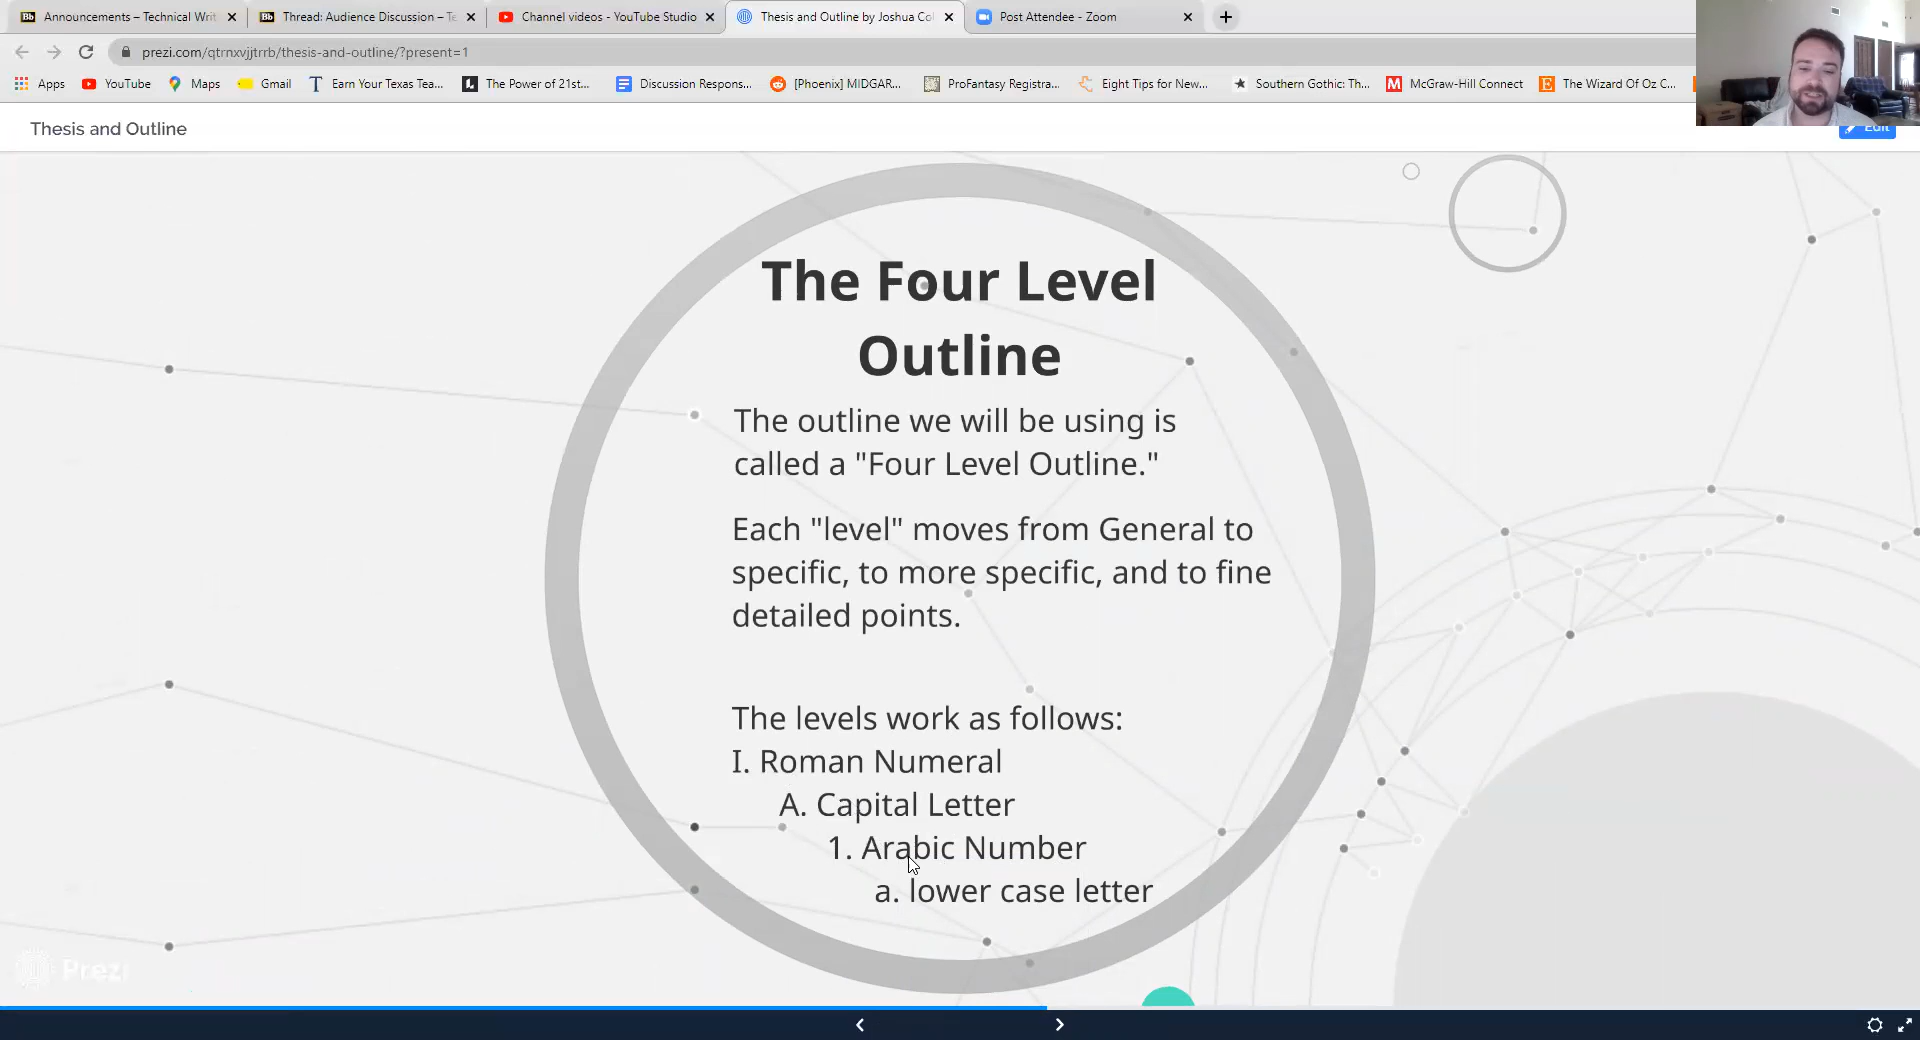 Announcements – Technical Writ
Thread: Audience Discussion – Te
Channel videos - YouTube Studio
Thesis and Outline by Joshua Co
Post Attendee - Zoom
prezi.com/qtrnxvjjtrrb/thesis-and-outline/?present=1
Apps
YouTube
Maps
Gmail
Earn Your Texas Tea...
The Power of 21st...
Discussion Respons...
[Phoenix] MIDGAR...
ProFantasy Registra...
Eight Tips for New...
Southern Gothic: Th...
McGraw-Hill Connect
The Wizard Of Oz C...
Thesis and Outline
Edit
The Four Level
Outline
The outline we will be using is
called a "Four Level Outline."
Each "level" moves from General to
specific, to more specific, and to fine
detailed points.
The levels work as follows:
I. Roman Numeral
A. Capital Letter
1. Arabic Number
a. lower case letter
Prezi